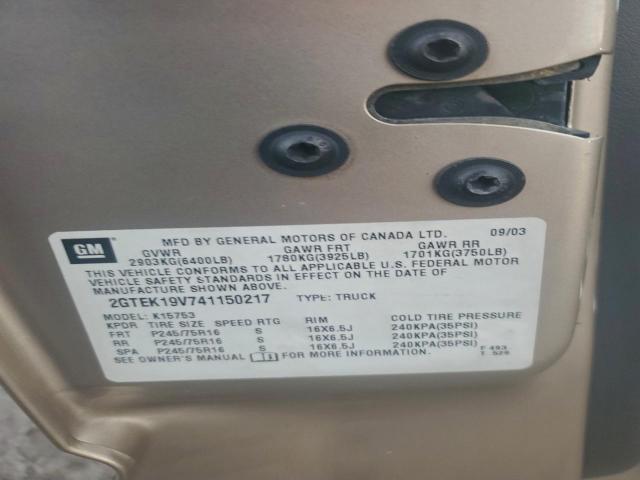 GM
MFD BY GENERAL MOTORS OF CANADA LTD. 09/03
GVWR GAWR FRT GAWR RR
2903KG(6400LB) 1780KG(3925LB) 1701KG(3750LB)
THIS VEHICLE CONFORMS TO ALL APPLICABLE U.S. FEDERAL MOTOR
VEHICLE SAFETY STANDARDS IN EFFECT ON THE DATE OF
MANUFACTURE SHOWN ABOVE.
2GTEK19V741150217 TYPE: TRUCK
MODEL: K15753
KPDR TIRE SIZE SPEED RTG RIM COLD TIRE PRESSURE
FRT P245/75R16 S 16X6.5J 240KPA(35PSI)
RR P245/75R16 S 16X6.5J 240KPA(35PSI)
SPA P245/75R16 S 16X6.5J 240KPA(35PSI)
SEE OWNER'S MANUAL FOR MORE INFORMATION.
F 493
T 526